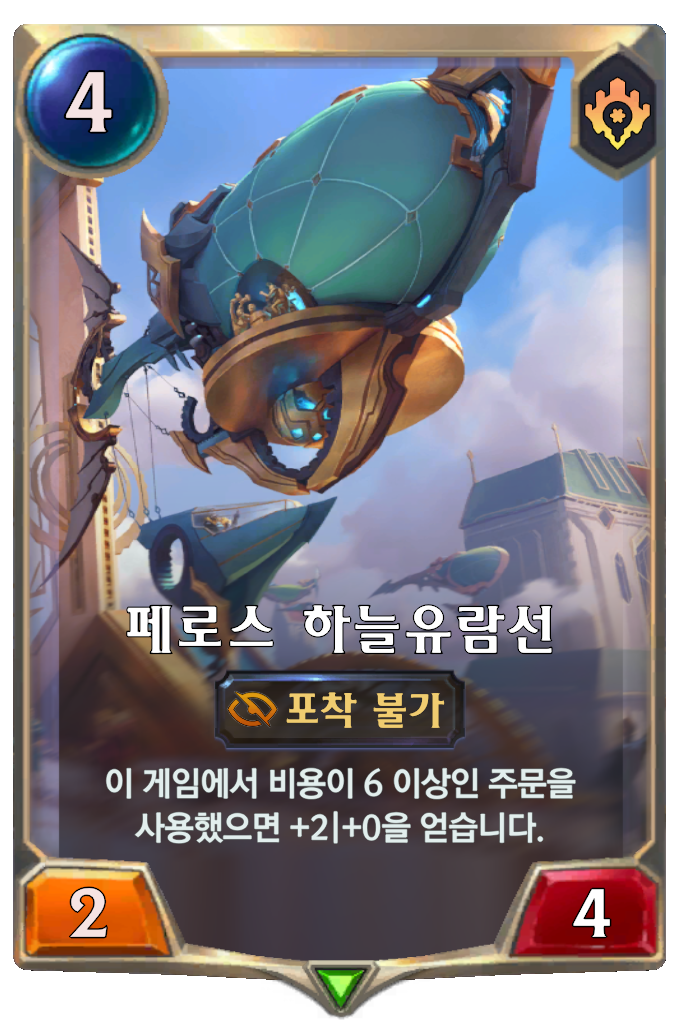 4
페로스 하늘유람선
포착 불가
이 게임에서 비용이 6 이상인 주문을
사용했으면 +2|+0을 얻습니다.
2
4